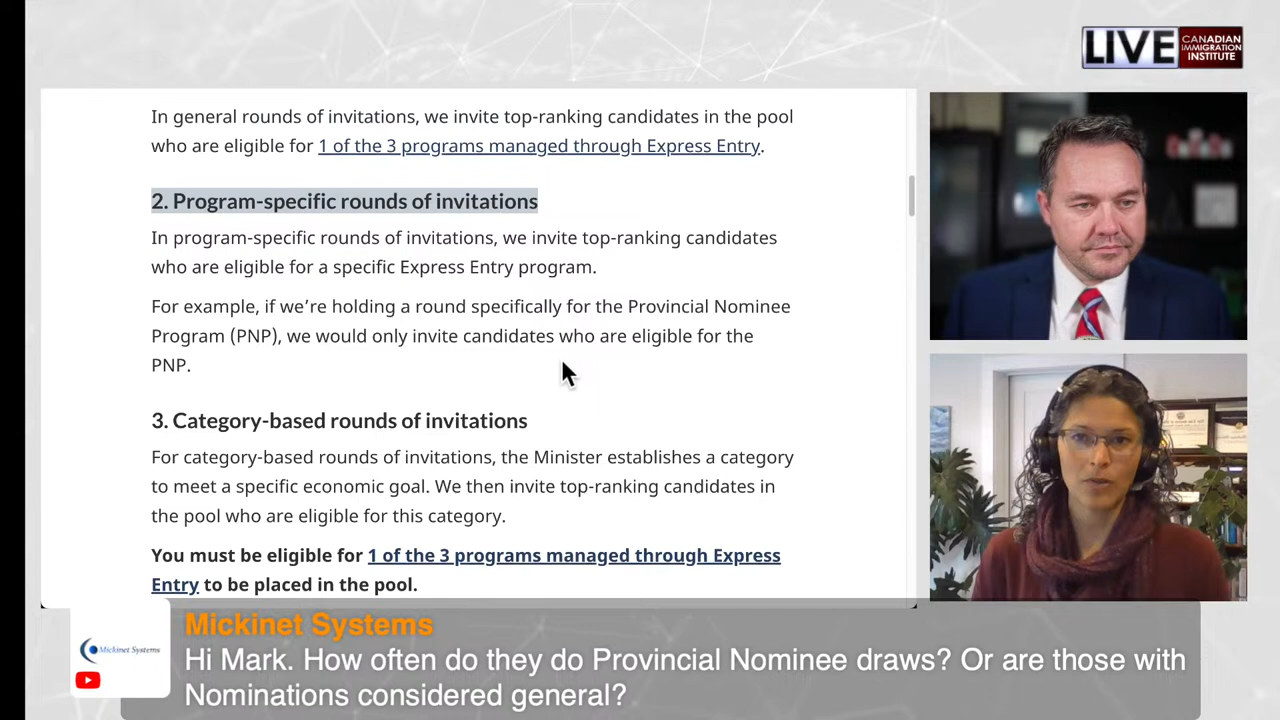 LIVE
CANADIAN
IMMIGRATION
INSTITUTE
In general rounds of invitations, we invite top-ranking candidates in the pool
who are eligible for 1 of the 3 programs managed through Express Entry.
2. Program-specific rounds of invitations
In program-specific rounds of invitations, we invite top-ranking candidates
who are eligible for a specific Express Entry program.
For example, if we’re holding a round specifically for the Provincial Nominee
Program (PNP), we would only invite candidates who are eligible for the
PNP.
3. Category-based rounds of invitations
For category-based rounds of invitations, the Minister establishes a category
to meet a specific economic goal. We then invite top-ranking candidates in
the pool who are eligible for this category.
You must be eligible for 1 of the 3 programs managed through Express
Entry to be placed in the pool.
Mickinet Systems
Mickinet Systems
Hi Mark. How often do they do Provincial Nominee draws? Or are those with
Nominations considered general?